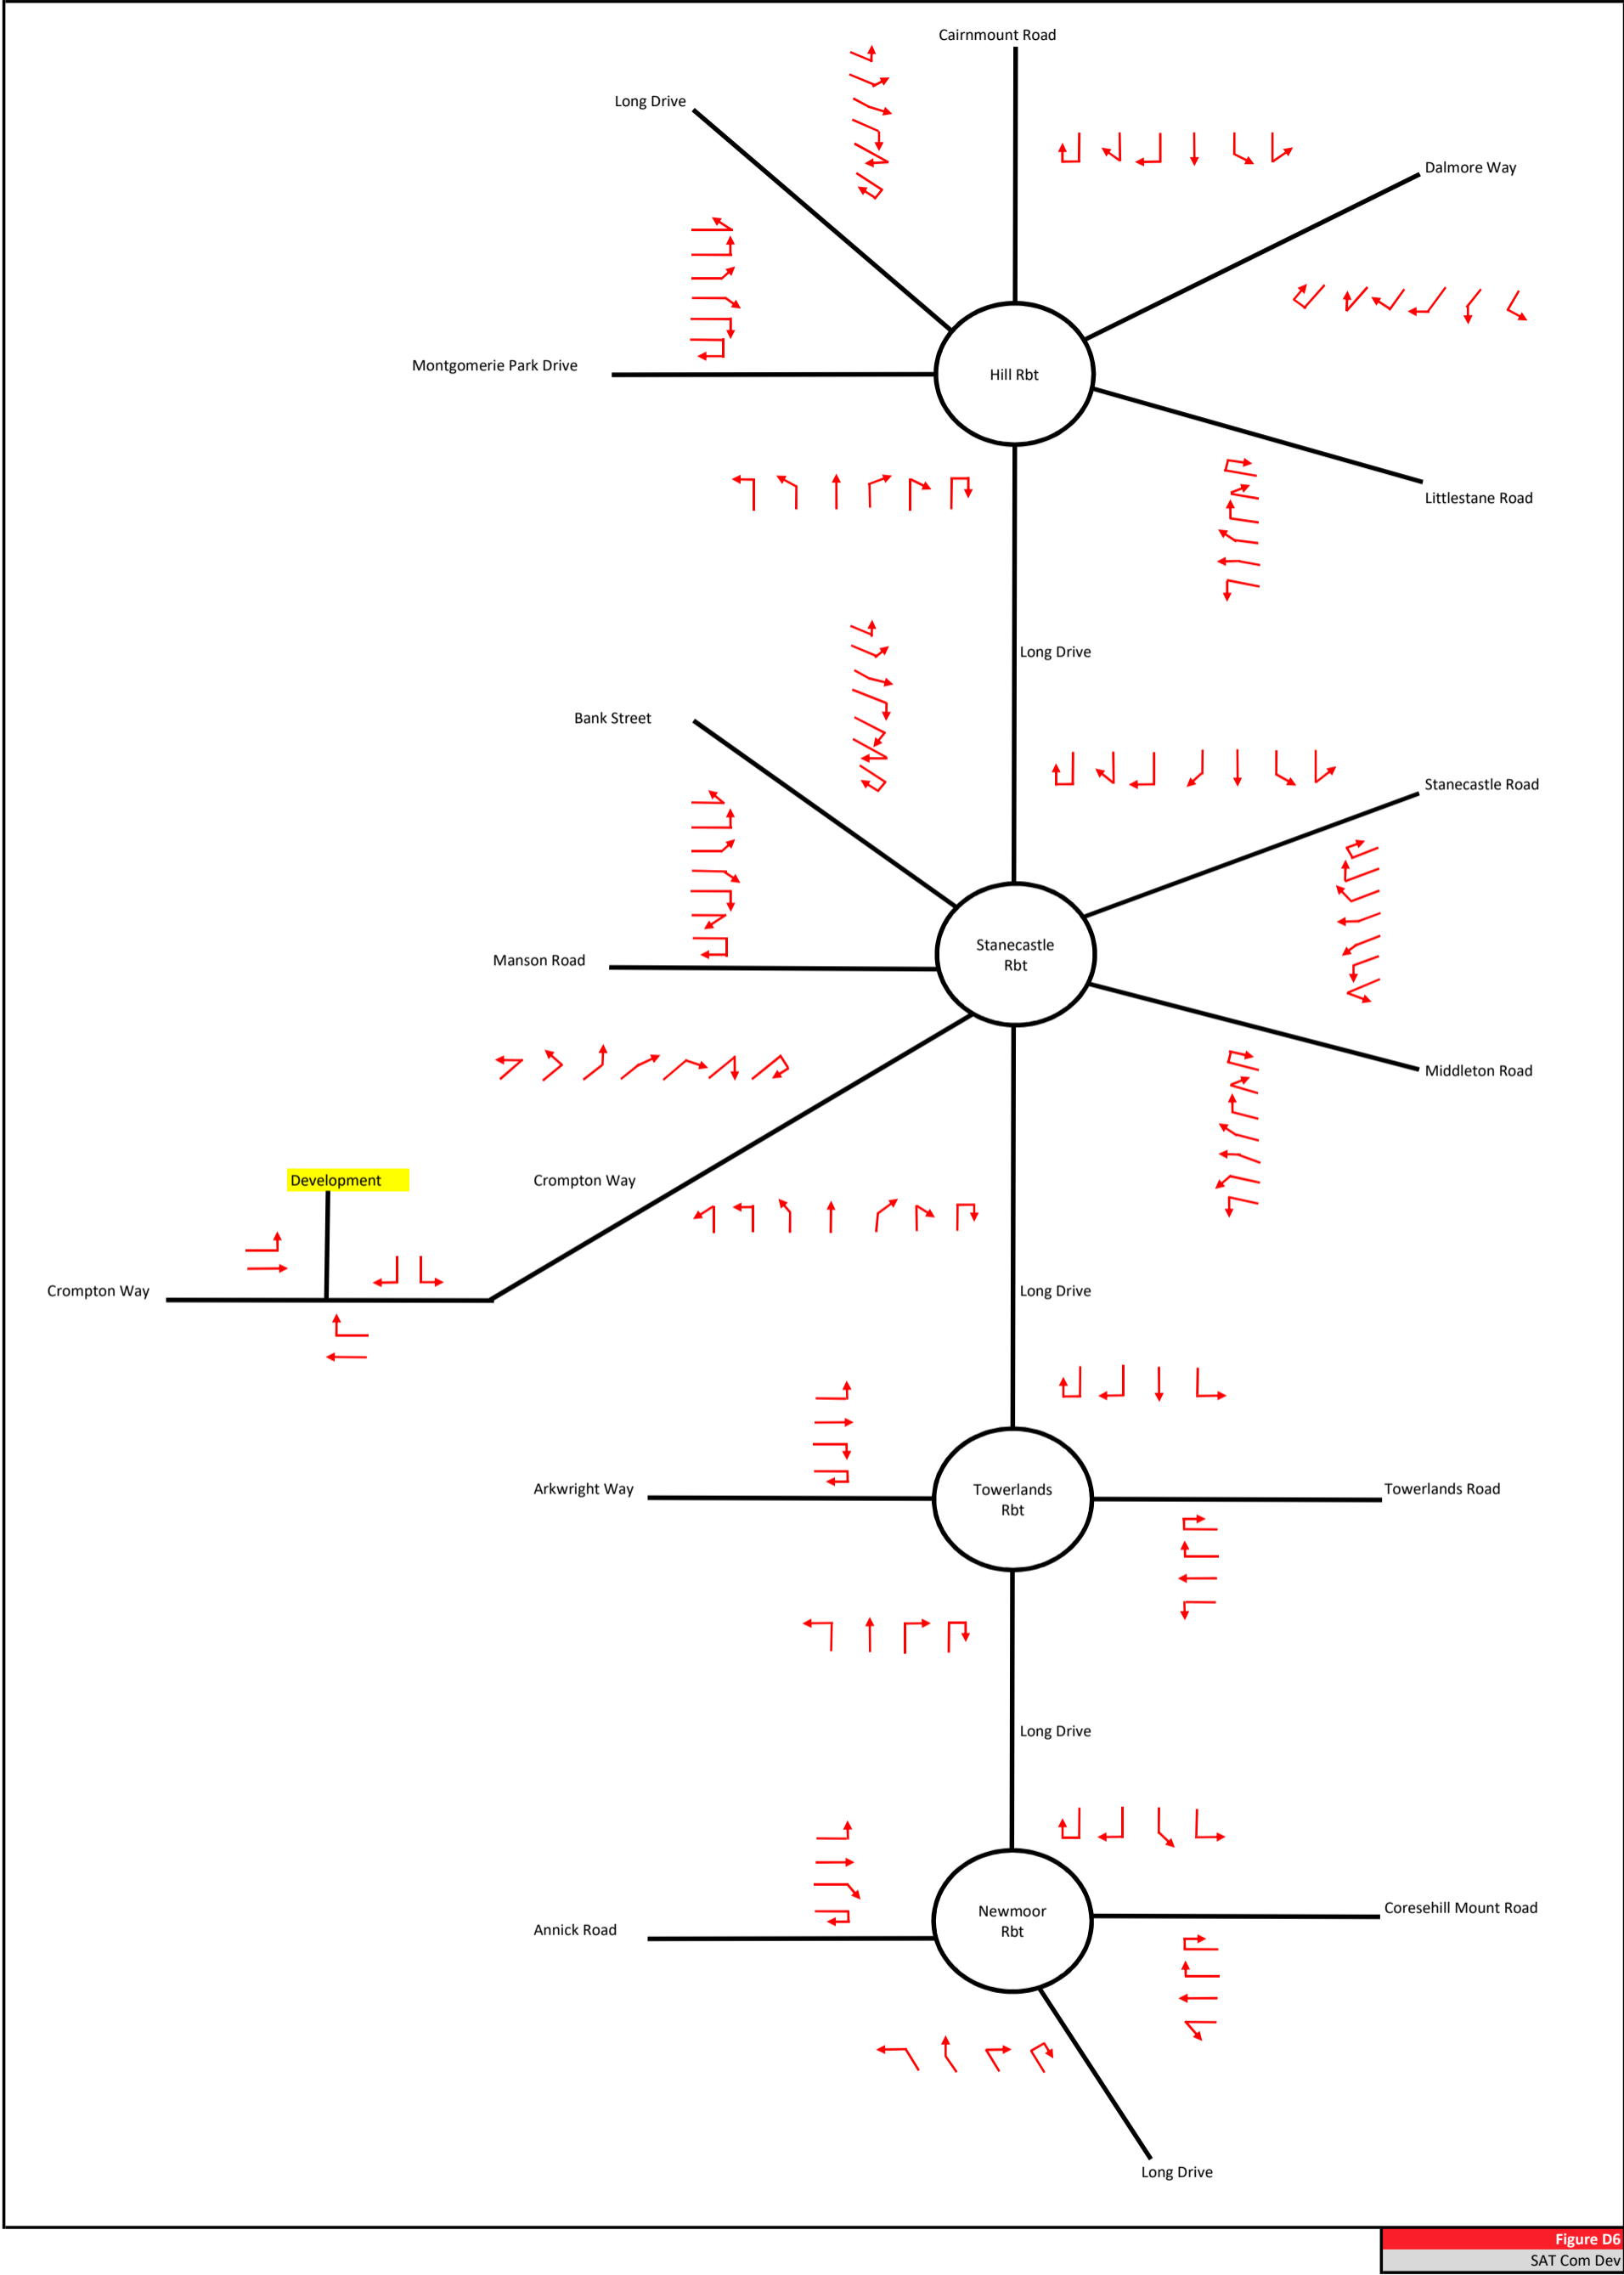 Cairnmount Road
Long Drive
Dalmore Way
Montgomerie Park Drive
Hill Rbt
Littlestane Road
Long Drive
Bank Street
Stanecastle Road
Stanecastle
Rbt
Manson Road
Middleton Road
Development
Crompton Way
Crompton Way
Long Drive
Arkwright Way
Towerlands
Rbt
Towerlands Road
Long Drive
Newmoor
Rbt
Coresehill Mount Road
Annick Road
Long Drive
Figure D6
SAT Com Dev